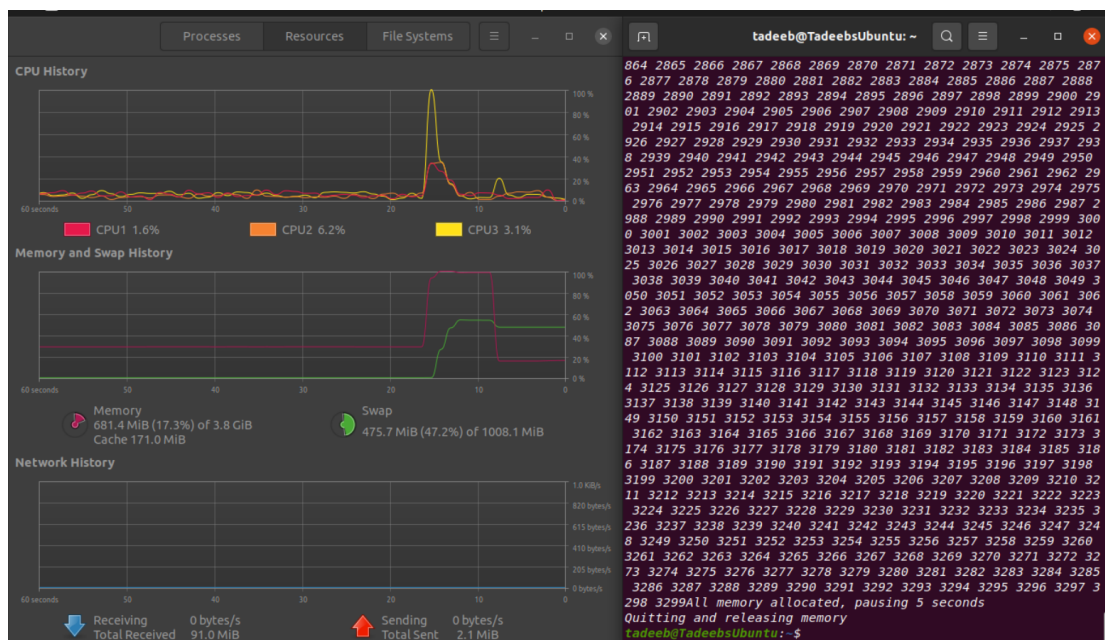 Processes Resources File Systems
CPU History
100 %
80 %
60 %
40 %
20 %
0 %
60 seconds 50 40 30 20 10 0
CPU1 1.6% CPU2 6.2% CPU3 3.1%
Memory and Swap History
100 %
80 %
60 %
40 %
20 %
0 %
60 seconds 50 40 30 20 10 0
Memory
681.4 MiB (17.3%) of 3.8 GiB
Cache 171.0 MiB
Swap
475.7 MiB (47.2%) of 1008.1 MiB
Network History
1.0 KiB/s
820 bytes/s
615 bytes/s
410 bytes/s
205 bytes/s
0 bytes/s
60 seconds 50 40 30 20 10 0
Receiving 0 bytes/s
Total Received 91.0 MiB
Sending 0 bytes/s
Total Sent 2.1 MiB
tadeeb@TadeebsUbuntu: ~
864 2865 2866 2867 2868 2869 2870 2871 2872 2873 2874 2875 287
6 2877 2878 2879 2880 2881 2882 2883 2884 2885 2886 2887 2888
2889 2890 2891 2892 2893 2894 2895 2896 2897 2898 2899 2900 29
01 2902 2903 2904 2905 2906 2907 2908 2909 2910 2911 2912 2913
2914 2915 2916 2917 2918 2919 2920 2921 2922 2923 2924 2925 2
926 2927 2928 2929 2930 2931 2932 2933 2934 2935 2936 2937 293
8 2939 2940 2941 2942 2943 2944 2945 2946 2947 2948 2949 2950
2951 2952 2953 2954 2955 2956 2957 2958 2959 2960 2961 2962 29
63 2964 2965 2966 2967 2968 2969 2970 2971 2972 2973 2974 2975
2976 2977 2978 2979 2980 2981 2982 2983 2984 2985 2986 2987 2
988 2989 2990 2991 2992 2993 2994 2995 2996 2997 2998 2999 300
0 3001 3002 3003 3004 3005 3006 3007 3008 3009 3010 3011 3012
3013 3014 3015 3016 3017 3018 3019 3020 3021 3022 3023 3024 30
25 3026 3027 3028 3029 3030 3031 3032 3033 3034 3035 3036 3037
3038 3039 3040 3041 3042 3043 3044 3045 3046 3047 3048 3049 3
050 3051 3052 3053 3054 3055 3056 3057 3058 3059 3060 3061 306
2 3063 3064 3065 3066 3067 3068 3069 3070 3071 3072 3073 3074
3075 3076 3077 3078 3079 3080 3081 3082 3083 3084 3085 3086 30
87 3088 3089 3090 3091 3092 3093 3094 3095 3096 3097 3098 3099
3100 3101 3102 3103 3104 3105 3106 3107 3108 3109 3110 3111 3
112 3113 3114 3115 3116 3117 3118 3119 3120 3121 3122 3123 312
4 3125 3126 3127 3128 3129 3130 3131 3132 3133 3134 3135 3136
3137 3138 3139 3140 3141 3142 3143 3144 3145 3146 3147 3148 31
49 3150 3151 3152 3153 3154 3155 3156 3157 3158 3159 3160 3161
3162 3163 3164 3165 3166 3167 3168 3169 3170 3171 3172 3173 3
174 3175 3176 3177 3178 3179 3180 3181 3182 3183 3184 3185 318
6 3187 3188 3189 3190 3191 3192 3193 3194 3195 3196 3197 3198
3199 3200 3201 3202 3203 3204 3205 3206 3207 3208 3209 3210 32
11 3212 3213 3214 3215 3216 3217 3218 3219 3220 3221 3222 3223
3224 3225 3226 3227 3228 3229 3230 3231 3232 3233 3234 3235 3
236 3237 3238 3239 3240 3241 3242 3243 3244 3245 3246 3247 324
8 3249 3250 3251 3252 3253 3254 3255 3256 3257 3258 3259 3260
3261 3262 3263 3264 3265 3266 3267 3268 3269 3270 3271 3272 32
73 3274 3275 3276 3277 3278 3279 3280 3281 3282 3283 3284 3285
3286 3287 3288 3289 3290 3291 3292 3293 3294 3295 3296 3297 3
298 3299All memory allocated, pausing 5 seconds
Quitting and releasing memory
tadeeb@TadeebsUbuntu:~$